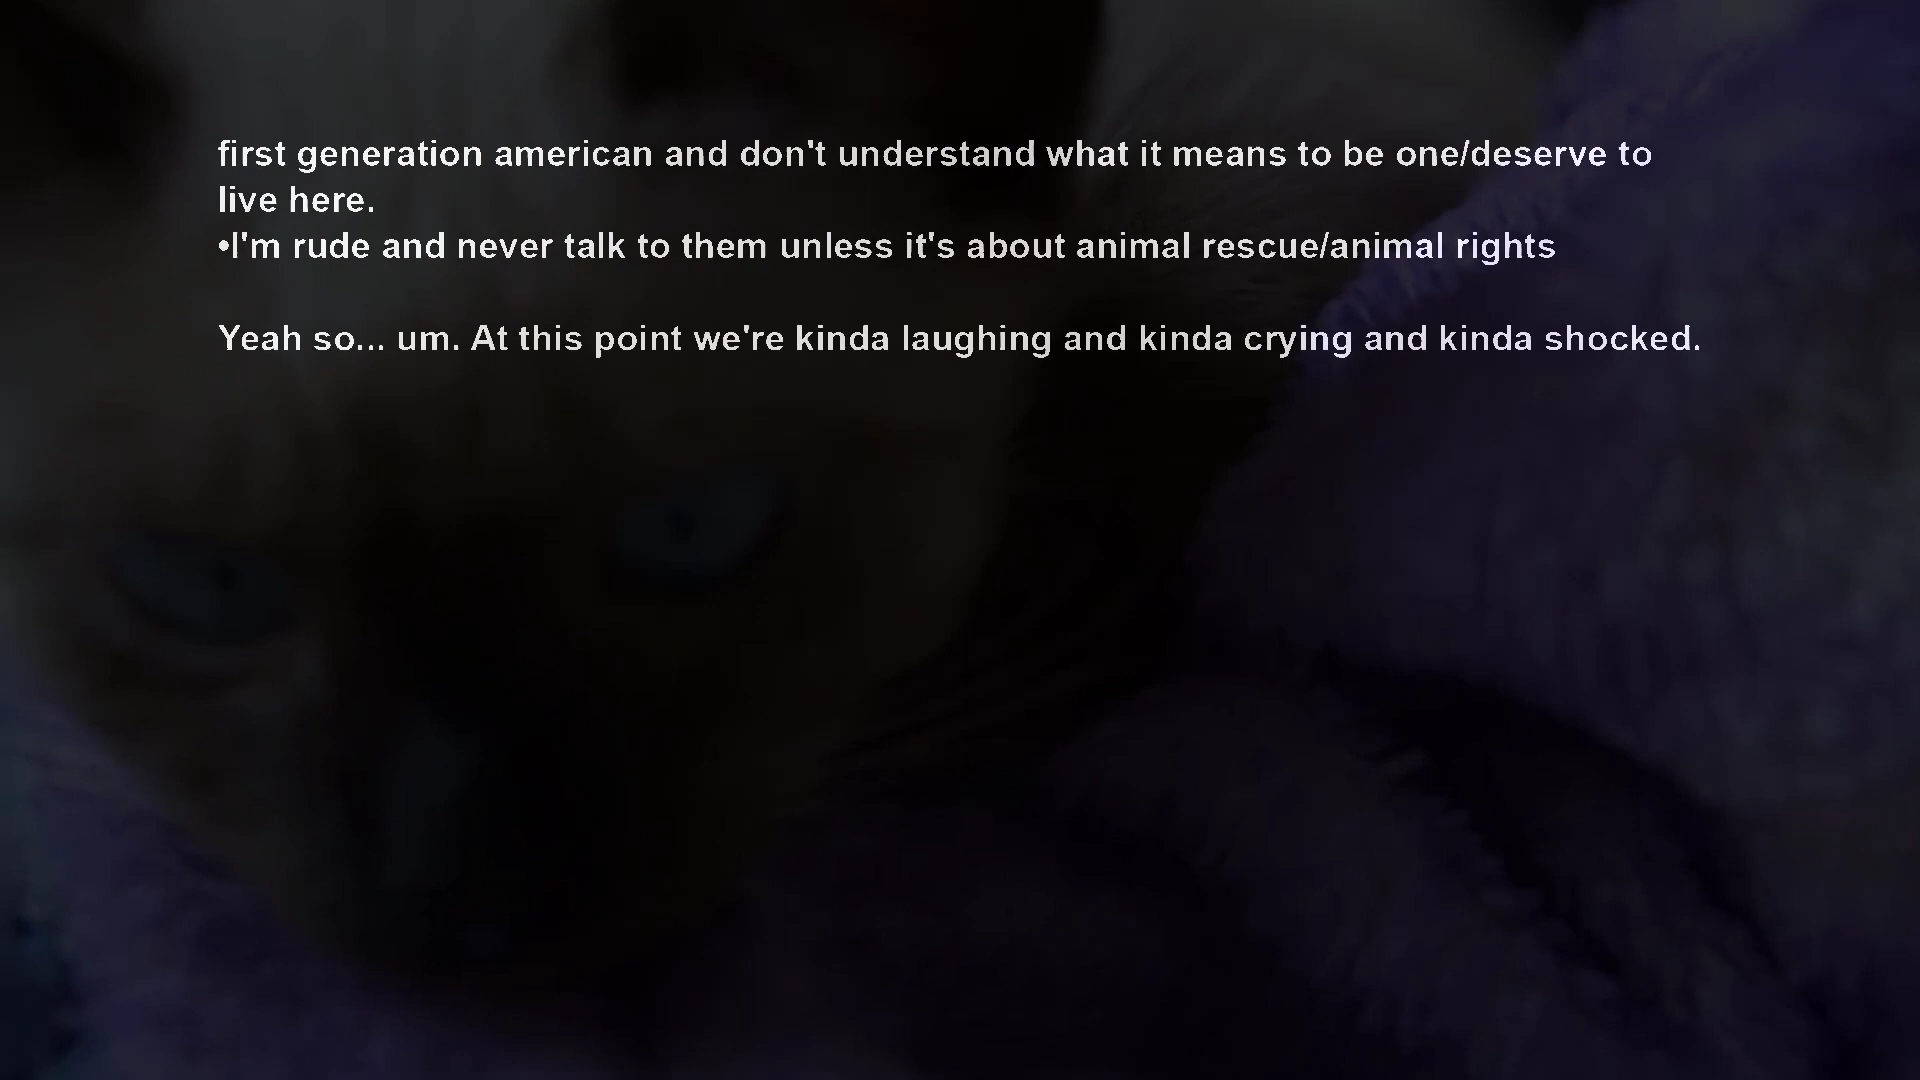 first generation american and don't understand what it means to be one/deserve to
live here.
•I'm rude and never talk to them unless it's about animal rescue/animal rights
Yeah so... um. At this point we're kinda laughing and kinda crying and kinda shocked.